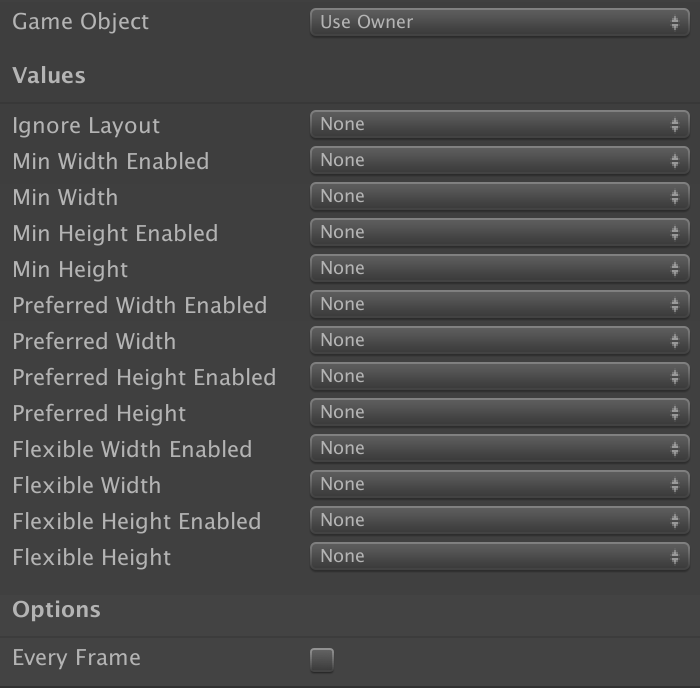 Game Object Use Owner
Values
Ignore Layout None
Min Width Enabled None
Min Width None
Min Height Enabled None
Min Height None
Preferred Width Enabled None
Preferred Width None
Preferred Height Enabled None
Preferred Height None
Flexible Width Enabled None
Flexible Width None
Flexible Height Enabled None
Flexible Height None
Options
Every Frame